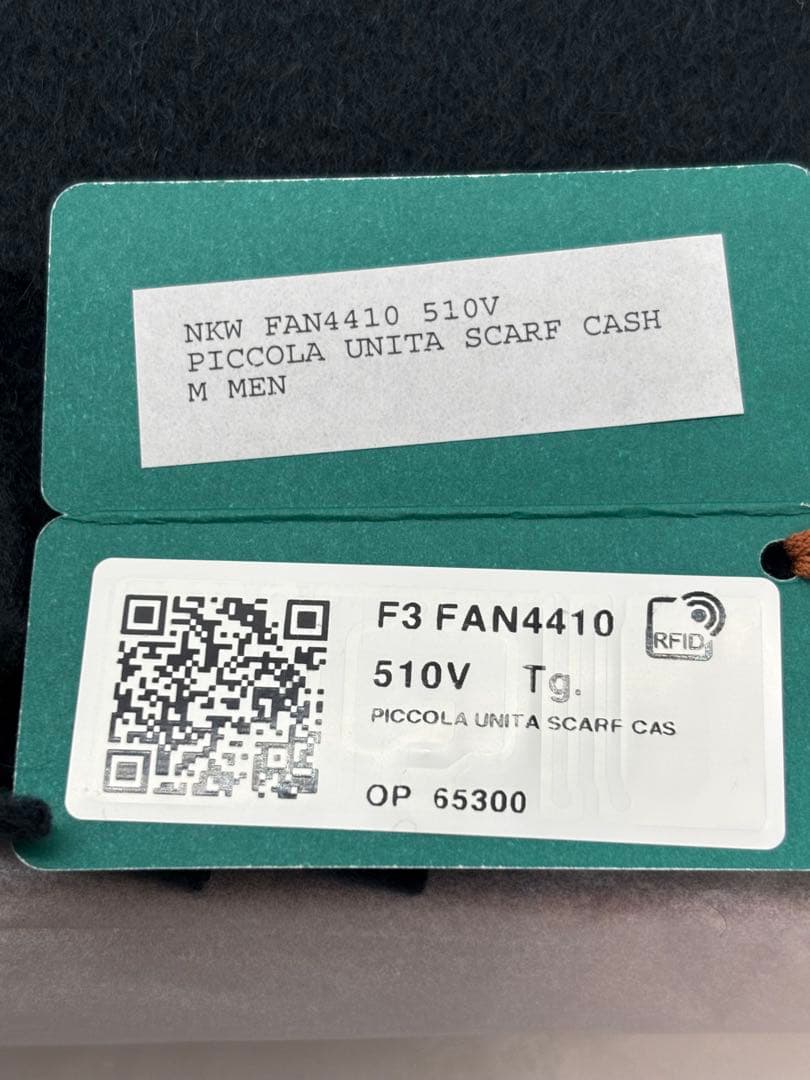 NKW FAN4410 510V
PICCOLA UNITA SCARF CASH
M MEN
F3 FAN4410
RFID
510V Tg.
PICCOLA UNITA SCARF CAS
OP 65300